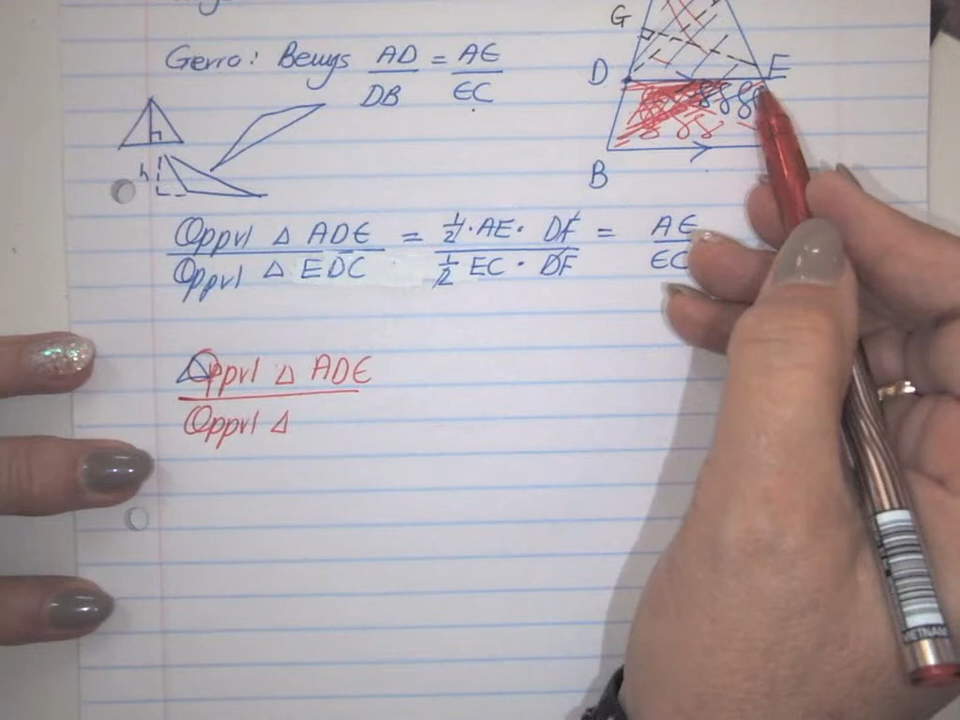 G
Gevra: Bewys AD/DB = AE/EC
D
E
B
h
Oppvl △ ADE / Oppvl △ EDC = ½·AE·DF / ½ EC·DF = AE / EC
Oppvl △ ADE
Oppvl △
VIETNAM